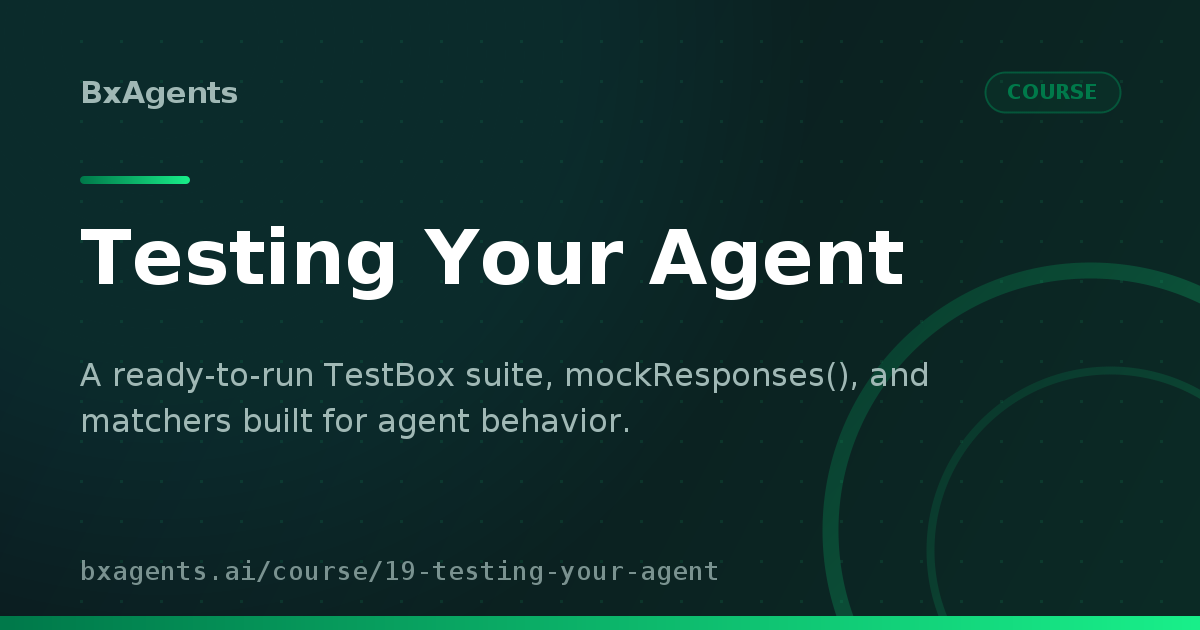 BxAgents
COURSE
Testing Your Agent
A ready-to-run TestBox suite, mockResponses(), and
matchers built for agent behavior.
bxagents.ai/course/19-testing-your-agent